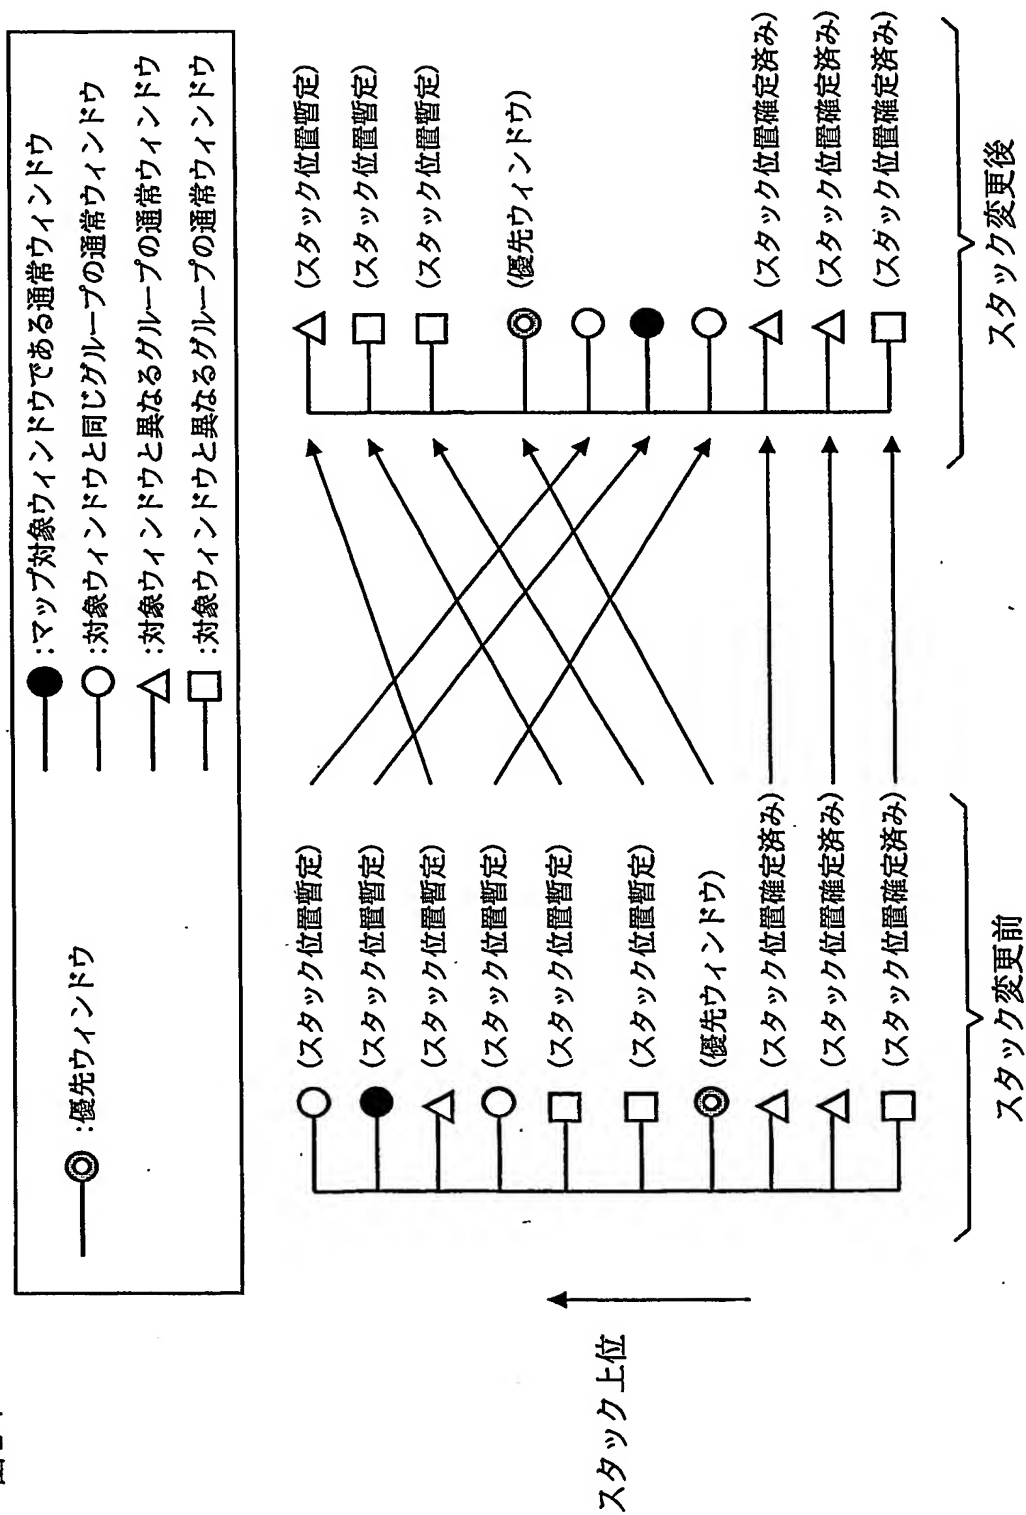 :優先ウィンドウ
:マップ対象ウィンドウである通常ウィンドウ
:対象ウィンドウと同じグループの通常ウィンドウ
:対象ウィンドウと異なるグループの通常ウィンドウ
:対象ウィンドウと異なるグループの通常ウィンドウ
スタック上位
(スタック位置暫定)
(スタック位置暫定)
(スタック位置暫定)
(スタック位置暫定)
(スタック位置暫定)
(スタック位置暫定)
(優先ウィンドウ)
(スタック位置確定済み)
(スタック位置確定済み)
(スタック位置確定済み)
スタック変更前
(スタック位置暫定)
(スタック位置暫定)
(スタック位置暫定)
(優先ウィンドウ)
(スタック位置確定済み)
(スタック位置確定済み)
(スタック位置確定済み)
スタック変更後